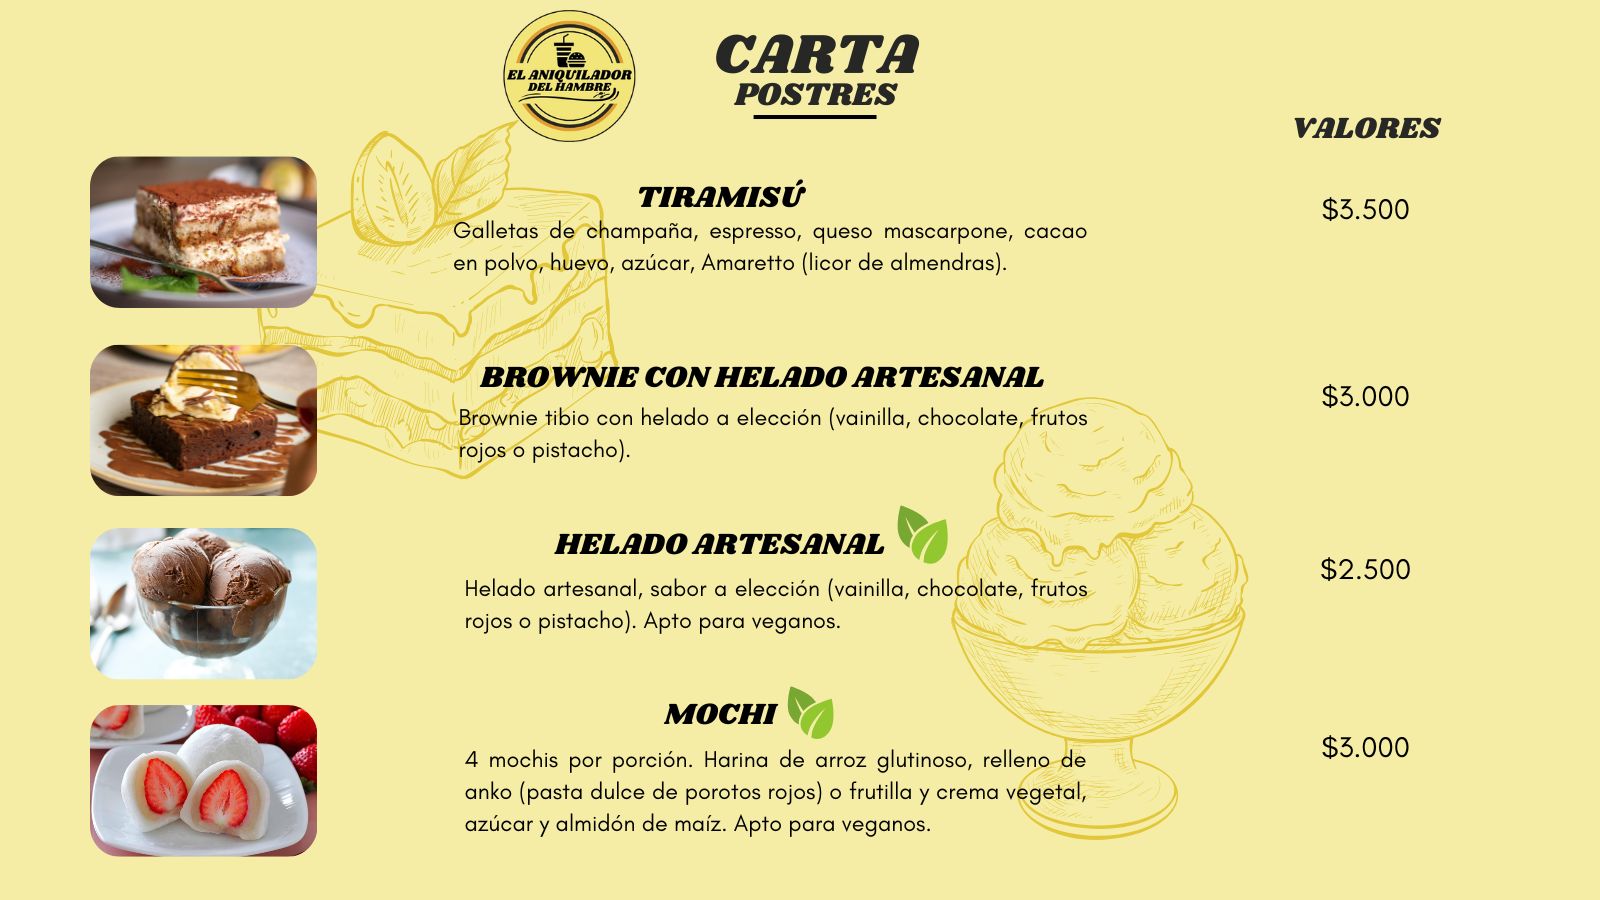 EL ANIQUILADOR
DEL HAMBRE
CARTA
POSTRES
VALORES
TIRAMISÚ
$3.500
Galletas de champaña, espresso, queso mascarpone, cacao
en polvo, huevo, azúcar, Amaretto (licor de almendras).
BROWNIE CON HELADO ARTESANAL
$3.000
Brownie tibio con helado a elección (vainilla, chocolate, frutos
rojos o pistacho).
HELADO ARTESANAL
$2.500
Helado artesanal, sabor a elección (vainilla, chocolate, frutos
rojos o pistacho). Apto para veganos.
MOCHI
$3.000
4 mochis por porción. Harina de arroz glutinoso, relleno de
anko (pasta dulce de porotos rojos) o frutilla y crema vegetal,
azúcar y almidón de maíz. Apto para veganos.